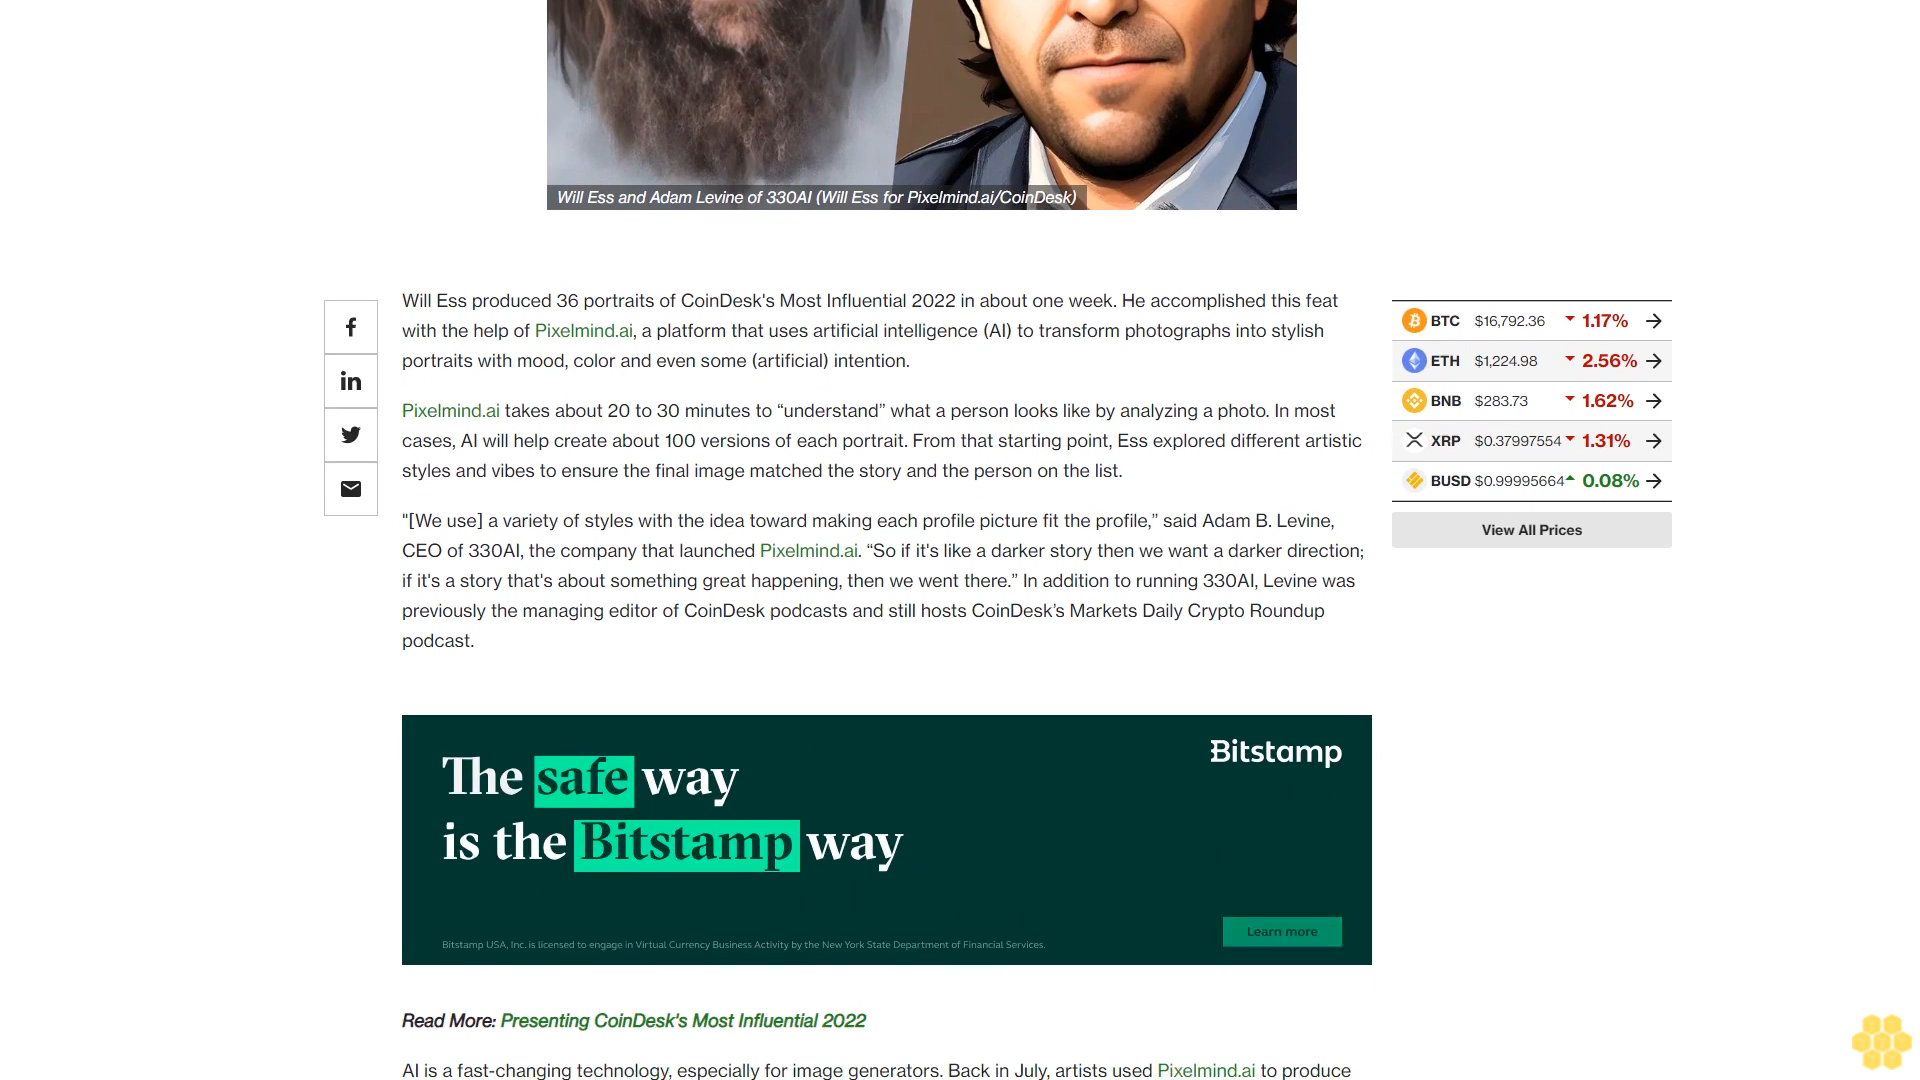 Will Ess and Adam Levine of 330AI (Will Ess for Pixelmind.ai/CoinDesk)
Will Ess produced 36 portraits of CoinDesk's Most Influential 2022 in about one week. He accomplished this feat
with the help of Pixelmind.ai, a platform that uses artificial intelligence (AI) to transform photographs into stylish
portraits with mood, color and even some (artificial) intention.
Pixelmind.ai takes about 20 to 30 minutes to “understand” what a person looks like by analyzing a photo. In most
cases, AI will help create about 100 versions of each portrait. From that starting point, Ess explored different artistic
styles and vibes to ensure the final image matched the story and the person on the list.
"[We use] a variety of styles with the idea toward making each profile picture fit the profile,” said Adam B. Levine,
CEO of 330AI, the company that launched Pixelmind.ai. “So if it's like a darker story then we want a darker direction;
if it's a story that's about something great happening, then we went there.” In addition to running 330AI, Levine was
previously the managing editor of CoinDesk podcasts and still hosts CoinDesk’s Markets Daily Crypto Roundup
podcast.
BTC $16,792.36 1.17%
ETH $1,224.98 2.56%
BNB $283.73 1.62%
XRP $0.37997554 1.31%
BUSD $0.99995664 0.08%
View All Prices
The safe way
is the Bitstamp way
Bitstamp
Bitstamp USA, Inc. is licensed to engage in Virtual Currency Business Activity by the New York State Department of Financial Services.
Learn more
Read More: Presenting CoinDesk's Most Influential 2022
AI is a fast-changing technology, especially for image generators. Back in July, artists used Pixelmind.ai to produce